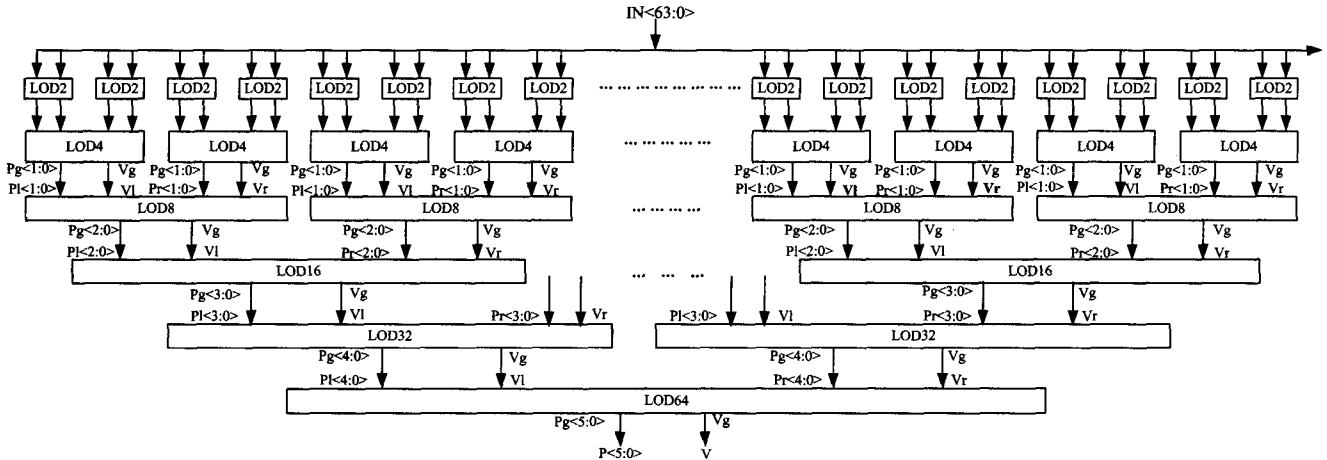 IN<63:0>
LOD2 LOD2 LOD2 LOD2 LOD2 LOD2 LOD2 LOD2 ... ... ... ... ... ... ... ... LOD2 LOD2 LOD2 LOD2 LOD2 LOD2 LOD2 LOD2
LOD4 LOD4 LOD4 LOD4 ... ... ... ... ... ... LOD4 LOD4 LOD4 LOD4
Pg<1:0> Vg Pg<1:0> Vg Pg<1:0> Vg Pg<1:0> Vg Pg<1:0> Vg Pg<1:0> Vg Pg<1:0> Vg Pg<1:0> Vg
Pl<1:0> Vl Pr<1:0> Vr Pl<1:0> Vl Pr<1:0> Vr Pl<1:0> Vl Pr<1:0> Vr Pl<1:0> Vl Pr<1:0> Vr
LOD8 LOD8 ... ... ... ... LOD8 LOD8
Pg<2:0> Vg Pg<2:0> Vg Pg<2:0> Vg Pg<2:0> Vg
Pl<2:0> Vl Pr<2:0> Vr Pl<2:0> Vl Pr<2:0> Vr
LOD16 ... ... ... LOD16
Pg<3:0> Vg Pg<3:0> Vg
Pl<3:0> Vl Pr<3:0> Vr Pl<3:0> Vl Pr<3:0> Vr
LOD32 LOD32
Pg<4:0> Vg Pg<4:0> Vg
Pl<4:0> Vl Pr<4:0> Vr
LOD64
Pg<5:0> Vg
P<5:0> V